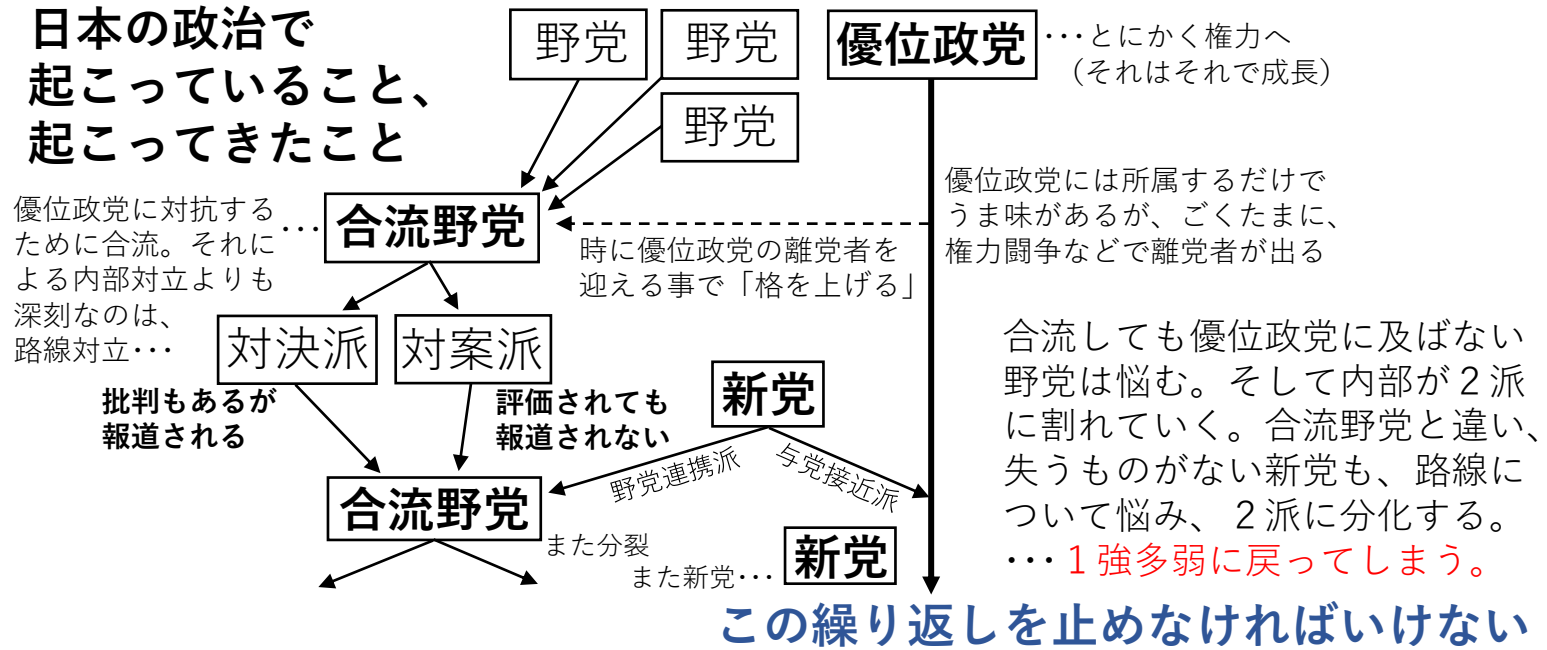 日本の政治で
起こっていること、
起こってきたこと
野党
野党
野党
優位政党
･･･とにかく権力へ
（それはそれで成長）
優位政党に対抗する
ために合流。それに
よる内部対立よりも
深刻なのは、
路線対立･･･
･･･
合流野党
時に優位政党の離党者を
迎える事で「格を上げる」
優位政党には所属するだけで
うま味があるが、ごくたまに、
権力闘争などで離党者が出る
対決派
対案派
批判もあるが
報道される
評価されても
報道されない
新党
野党連携派
与党接近派
合流野党
また分裂
また新党･･･
新党
合流しても優位政党に及ばない
野党は悩む。そして内部が２派
に割れていく。合流野党と違い、
失うものがない新党も、路線に
ついて悩み、２派に分化する。
･･･１強多弱に戻ってしまう。
この繰り返しを止めなければいけない